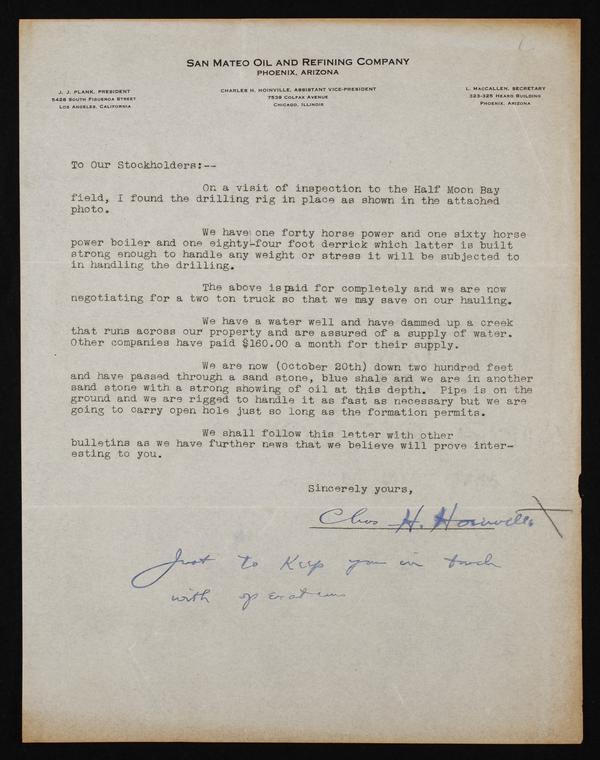 SAN MATEO OIL AND REFINING COMPANY
PHOENIX, ARIZONA
J. J. PLANK, PRESIDENT
5428 SOUTH FIGUEROA STREET
LOS ANGELES, CALIFORNIA
CHARLES H. HOINVILLE, ASSISTANT VICE-PRESIDENT
7539 COLFAX AVENUE
CHICAGO, ILLINOIS
L. MACCALLEN, SECRETARY
323-325 HEARD BUILDING
PHOENIX, ARIZONA
To Our Stockholders:--
On a visit of inspection to the Half Moon Bay
field, I found the drilling rig in place as shown in the attached
photo.
We have one forty horse power and one sixty horse
power boiler and one eighty-four foot derrick which latter is built
strong enough to handle any weight or stress it will be subjected to
in handling the drilling.
The above is paid for completely and we are now
negotiating for a two ton truck so that we may save on our hauling.
We have a water well and have dammed up a creek
that runs across our property and are assured of a supply of water.
Other companies have paid $160.00 a month for their supply.
We are now (October 20th) down two hundred feet
and have passed through a sand stone, blue shale and we are in another
sand stone with a strong showing of oil at this depth. Pipe is on the
ground and we are rigged to handle it as fast as necessary but we are
going to carry open hole just so long as the formation permits.
We shall follow this letter with other
bulletins as we have further news that we believe will prove inter-
esting to you.
Sincerely yours,
Chas H. Hoinville
Just to Keep you in touch
with operations